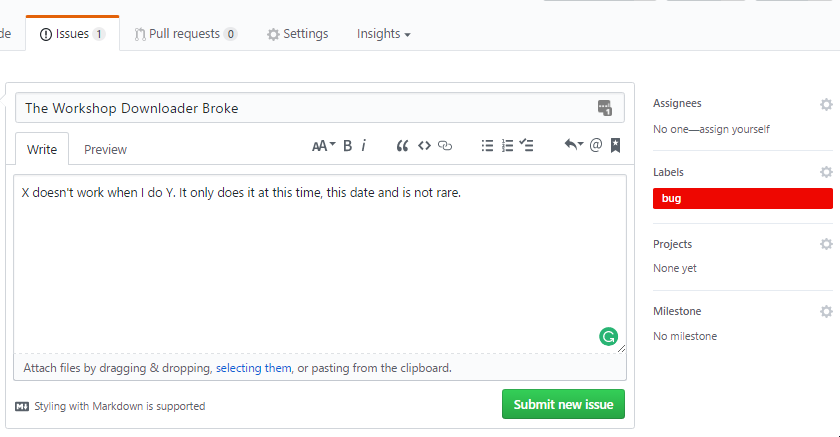 de Issues 1 Pull requests 0 Settings Insights
The Workshop Downloader Broke
Write Preview AA B i
X doesn't work when I do Y. It only does it at this time, this date and is not rare.
Attach files by dragging & dropping, selecting them, or pasting from the clipboard.
Styling with Markdown is supported
Submit new issue
Assignees
No one—assign yourself
Labels
bug
Projects
None yet
Milestone
No milestone